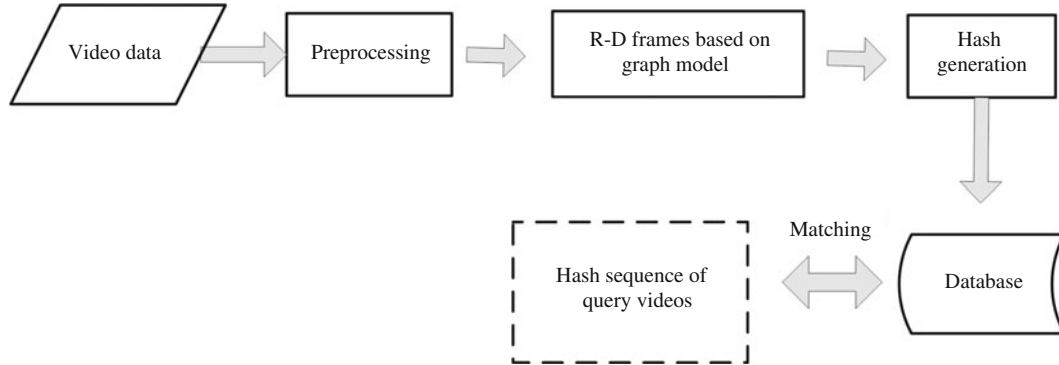 Video data
Preprocessing
R-D frames based on
graph model
Hash
generation
Matching
Hash sequence of
query videos
Database